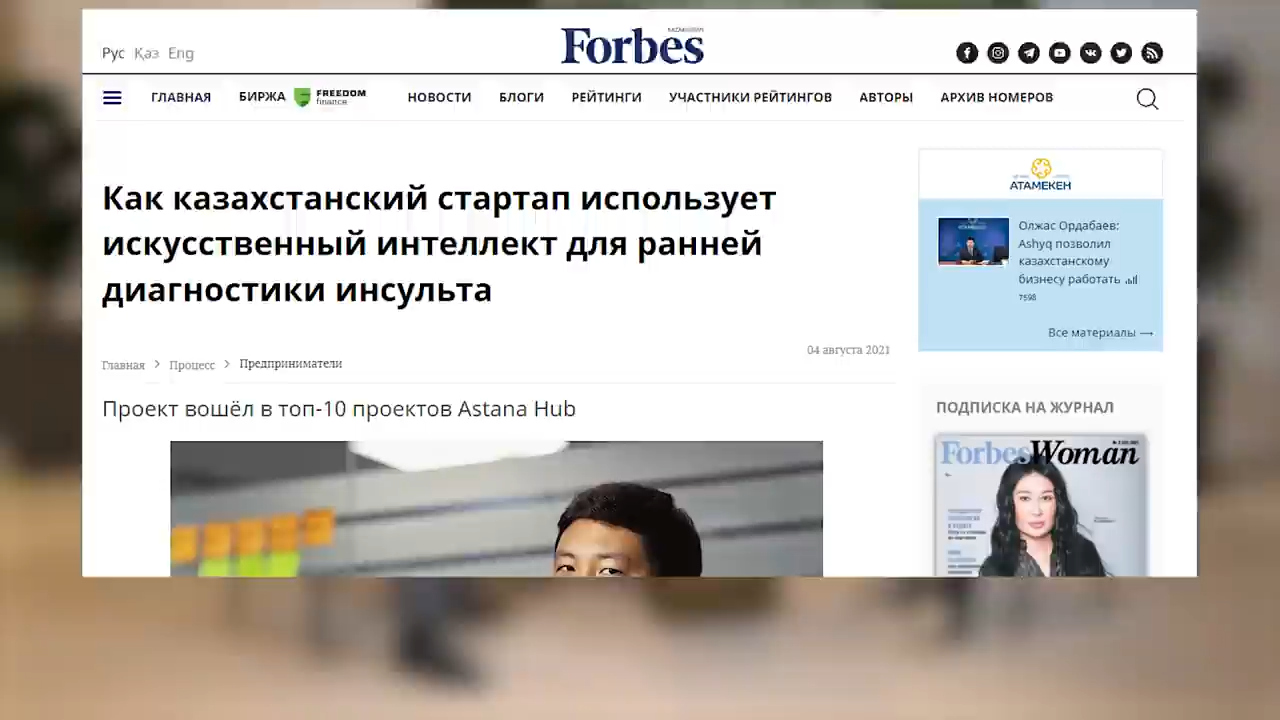 Рус Қаз Eng
Forbes
KAZAKHSTAN
ГЛАВНАЯ
БИРЖА
FREEDOM
finance
НОВОСТИ
БЛОГИ
РЕЙТИНГИ
УЧАСТНИКИ РЕЙТИНГОВ
АВТОРЫ
АРХИВ НОМЕРОВ
Как казахстанский стартап использует
искусственный интеллект для ранней
диагностики инсульта
Главная > Процесс > Предприниматели
04 августа 2021
Проект вошёл в топ-10 проектов Astana Hub
АТАМЕКЕН
Олжас Ордабаев:
Ashyq позволил
казахстанскому
бизнесу работать
7598
Все материалы →
ПОДПИСКА НА ЖУРНАЛ
ForbesWoman